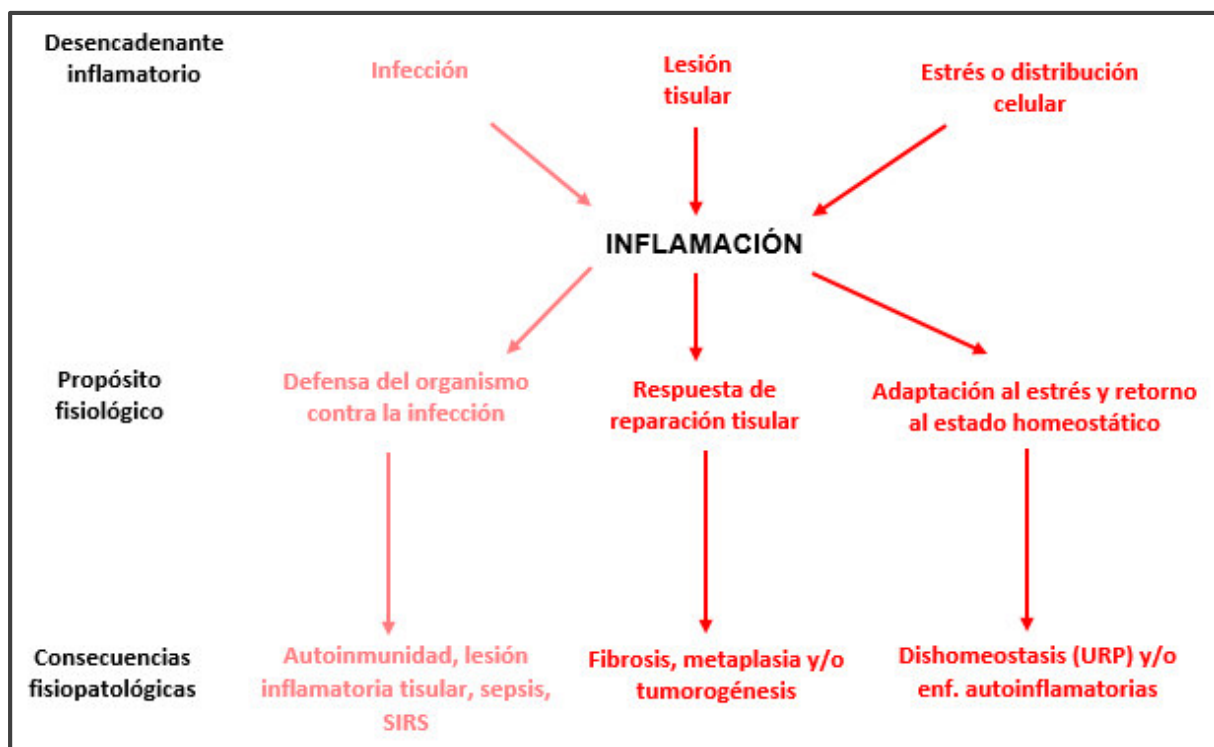 Desencadenante
inflamatorio
Infección
Lesión
tisular
Estrés o distribución
celular
INFLAMACIÓN
Propósito
fisiológico
Defensa del organismo
contra la infección
Respuesta de
reparación tisular
Adaptación al estrés y retorno
al estado homeostático
Consecuencias
fisiopatológicas
Autoinmunidad, lesión
inflamatoria tisular, sepsis,
SIRS
Fibrosis, metaplasia y/o
tumorogénesis
Dishomeostasis (URP) y/o
enf. autoinflamatorias